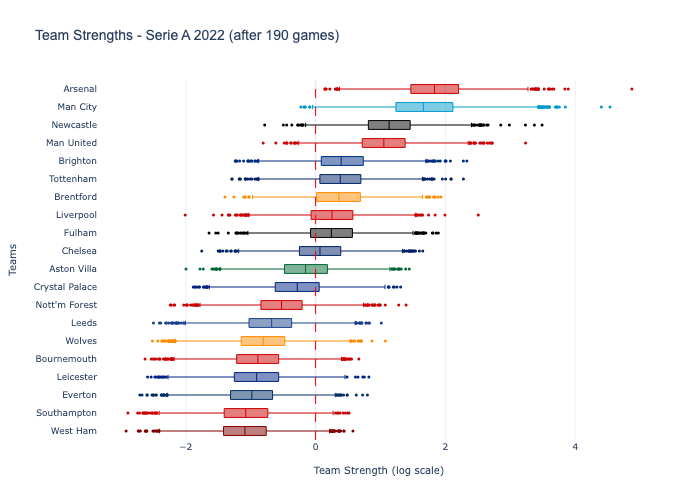 Team Strengths - Serie A 2022 (after 190 games)
Arsenal
Man City
Newcastle
Man United
Brighton
Tottenham
Brentford
Liverpool
Fulham
Chelsea
Aston Villa
Crystal Palace
Nott'm Forest
Leeds
Wolves
Bournemouth
Leicester
Everton
Southampton
West Ham
Teams
−2 0 2 4
Team Strength (log scale)